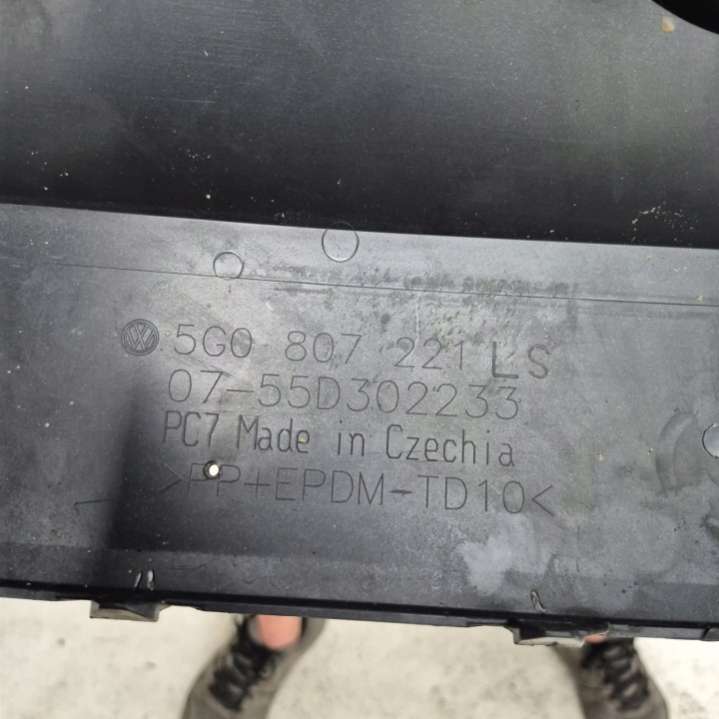 5G0 807 221 LS
07-55D302233
PC7 Made in Czechia
>PP+EPDM-TD10<